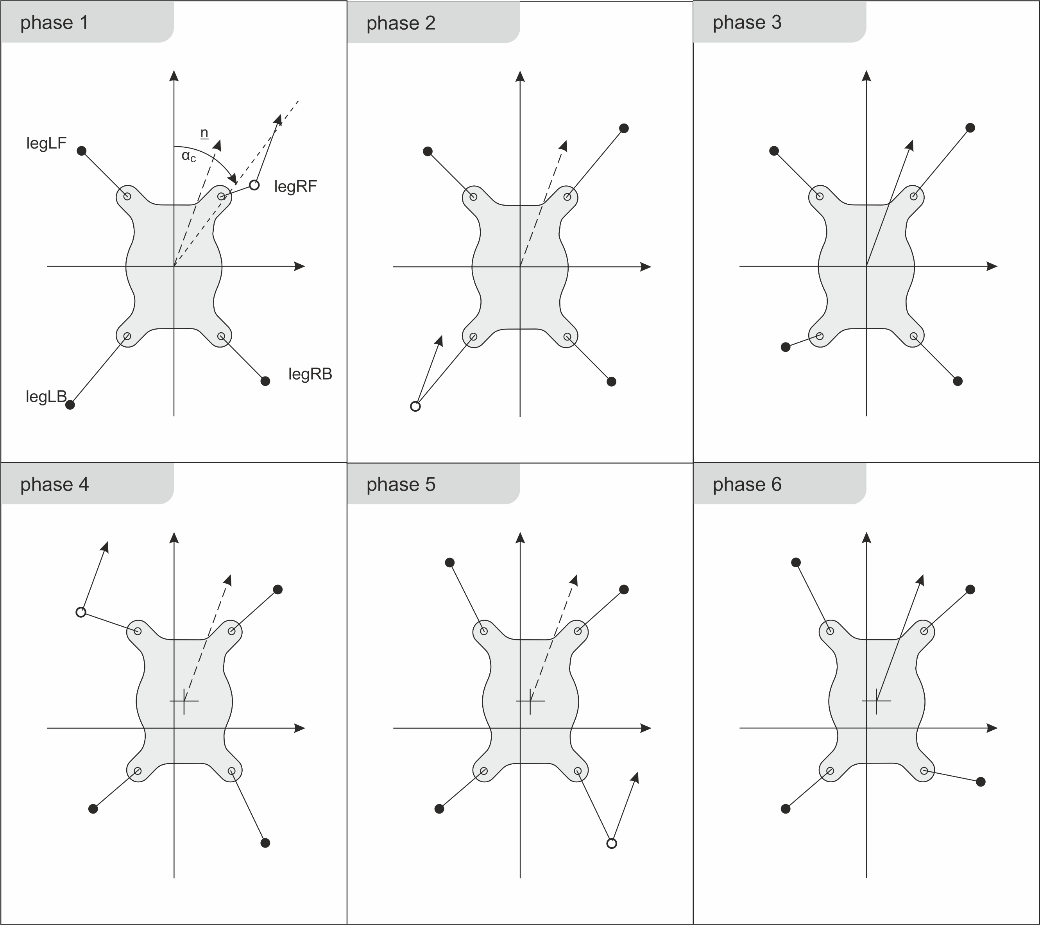 phase 1
phase 2
phase 3
n
legLF
αc
legRF
legRB
legLB
phase 4
phase 5
phase 6